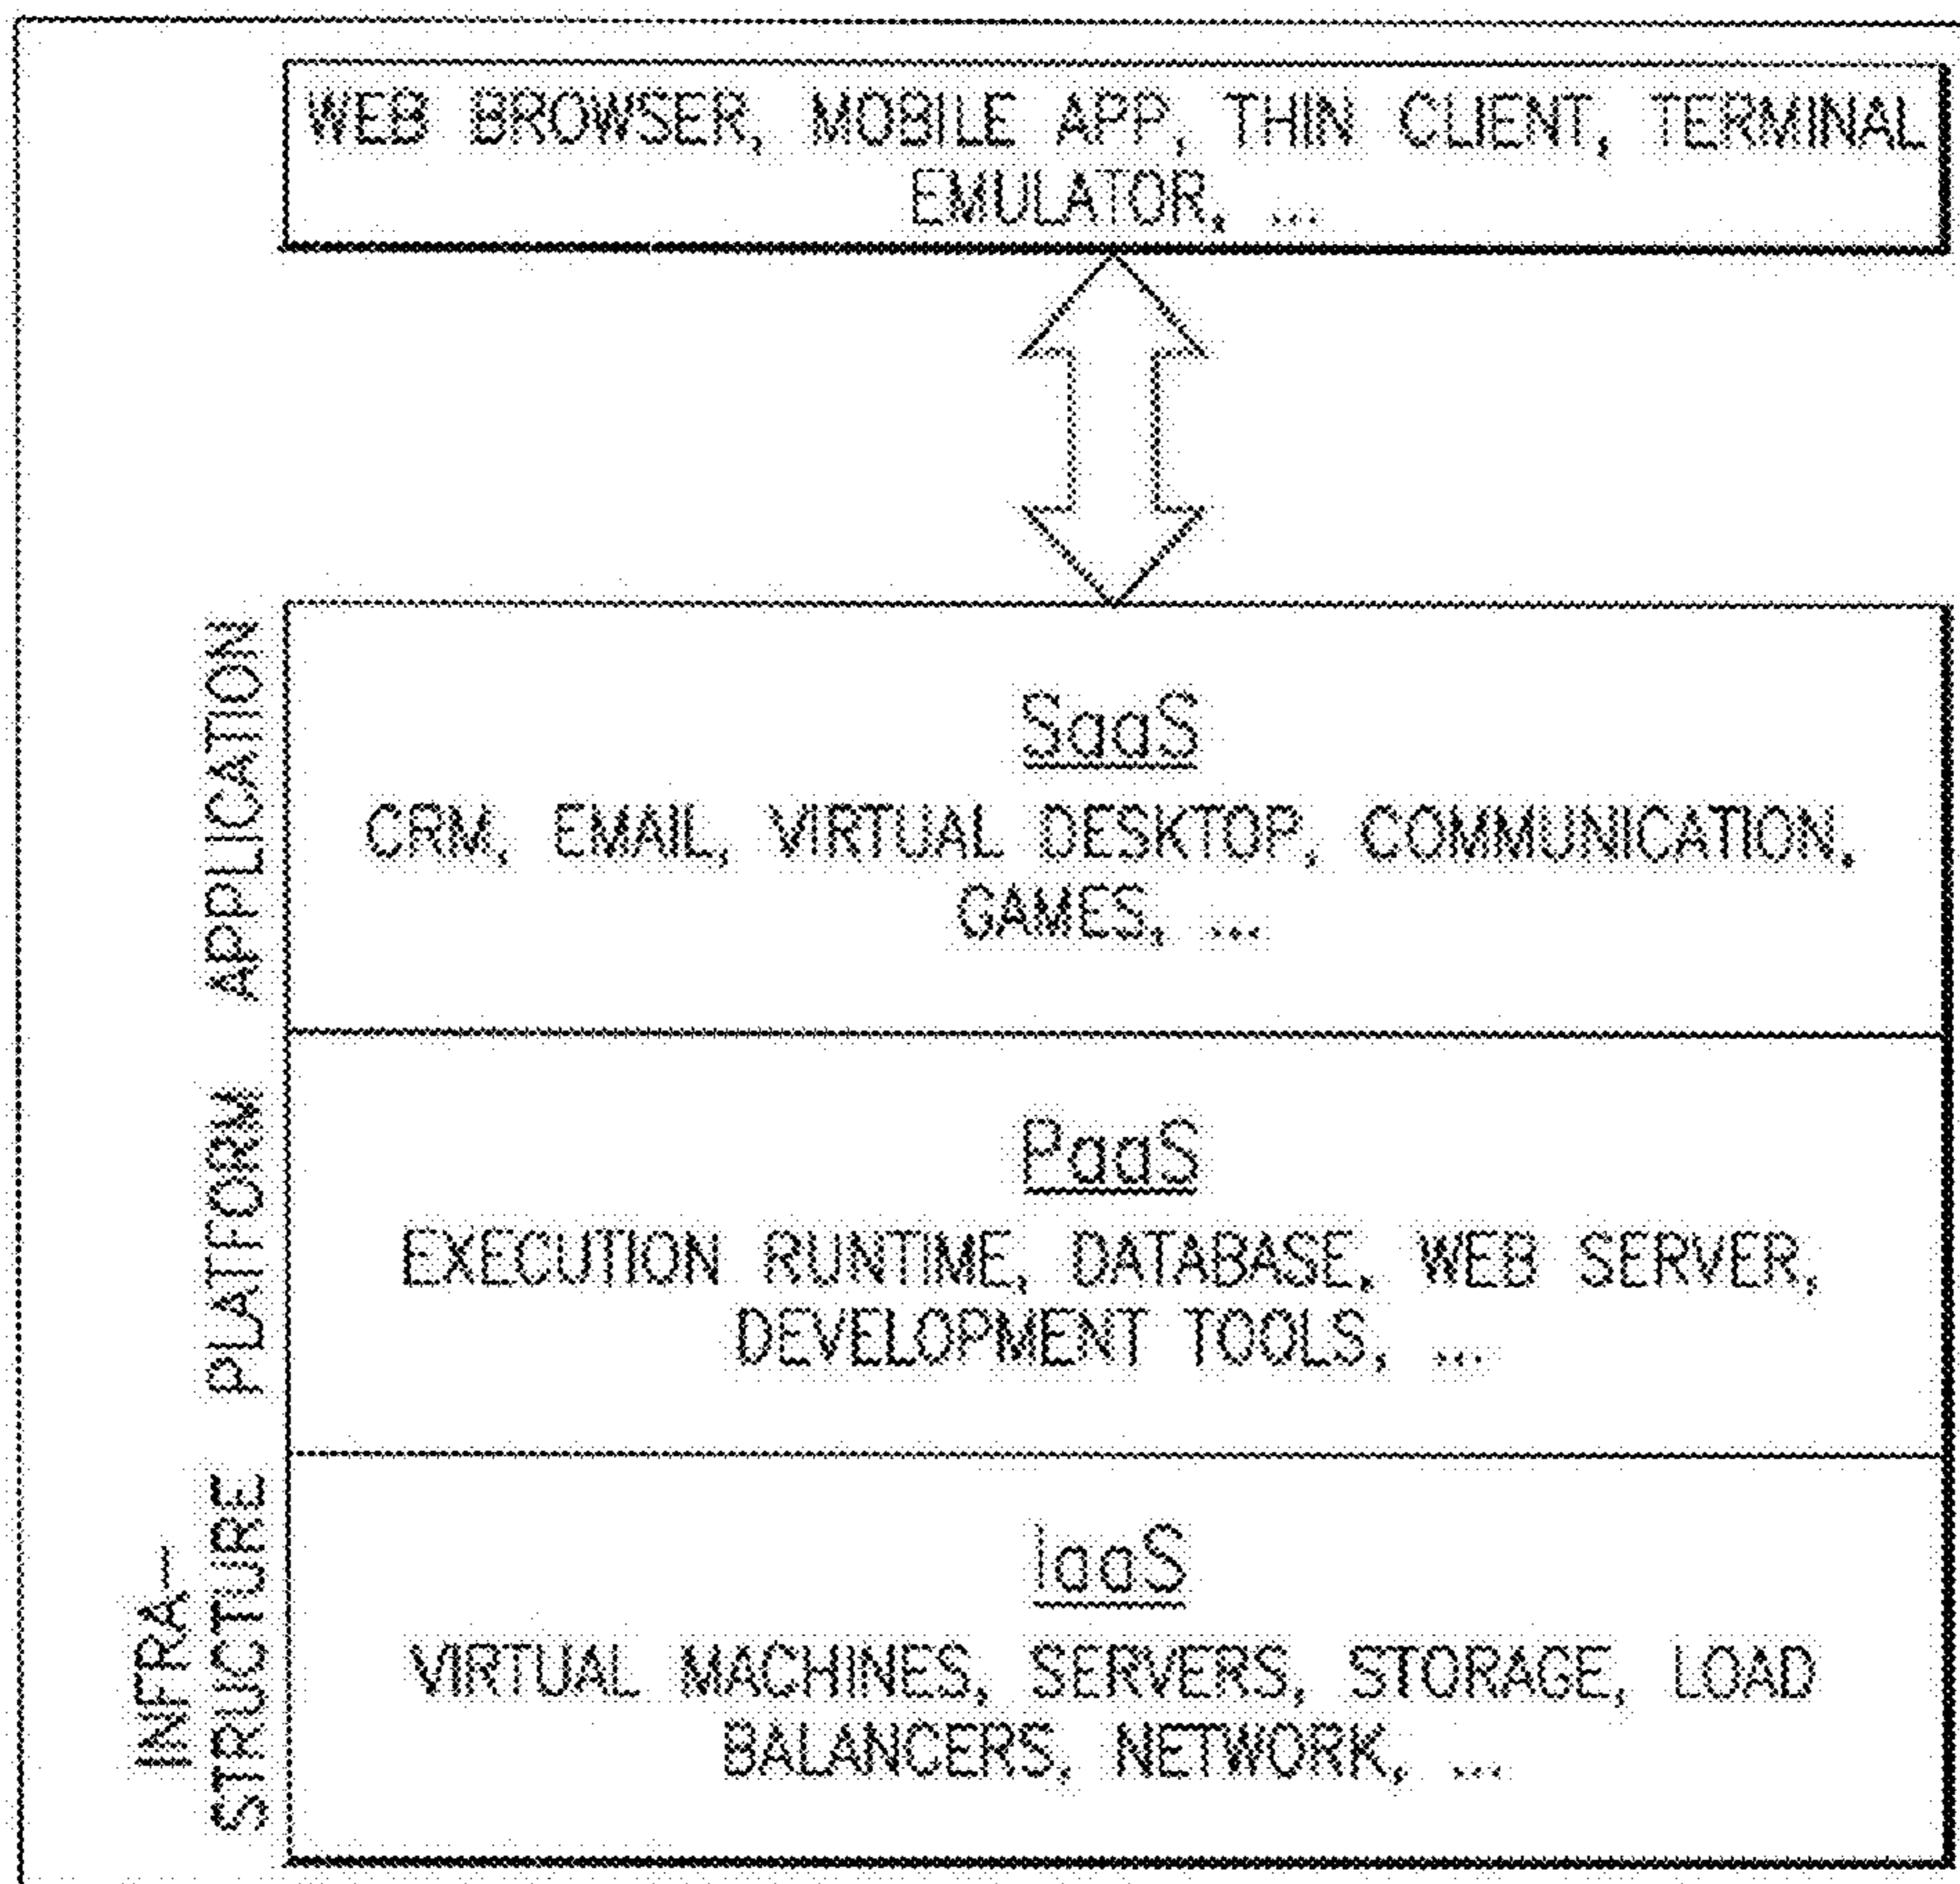 WEB BROWSER, MOBILE APP, THIN CLIENT, TERMINAL
EMULATOR, ...
APPLICATION
SaaS
CRM, EMAIL, VIRTUAL DESKTOP, COMMUNICATION,
GAMES, ...
PLATFORM
PaaS
EXECUTION RUNTIME, DATABASE, WEB SERVER,
DEVELOPMENT TOOLS, ...
INFRA-
STRUCTURE
IaaS
VIRTUAL MACHINES, SERVERS, STORAGE, LOAD
BALANCERS, NETWORK, ...